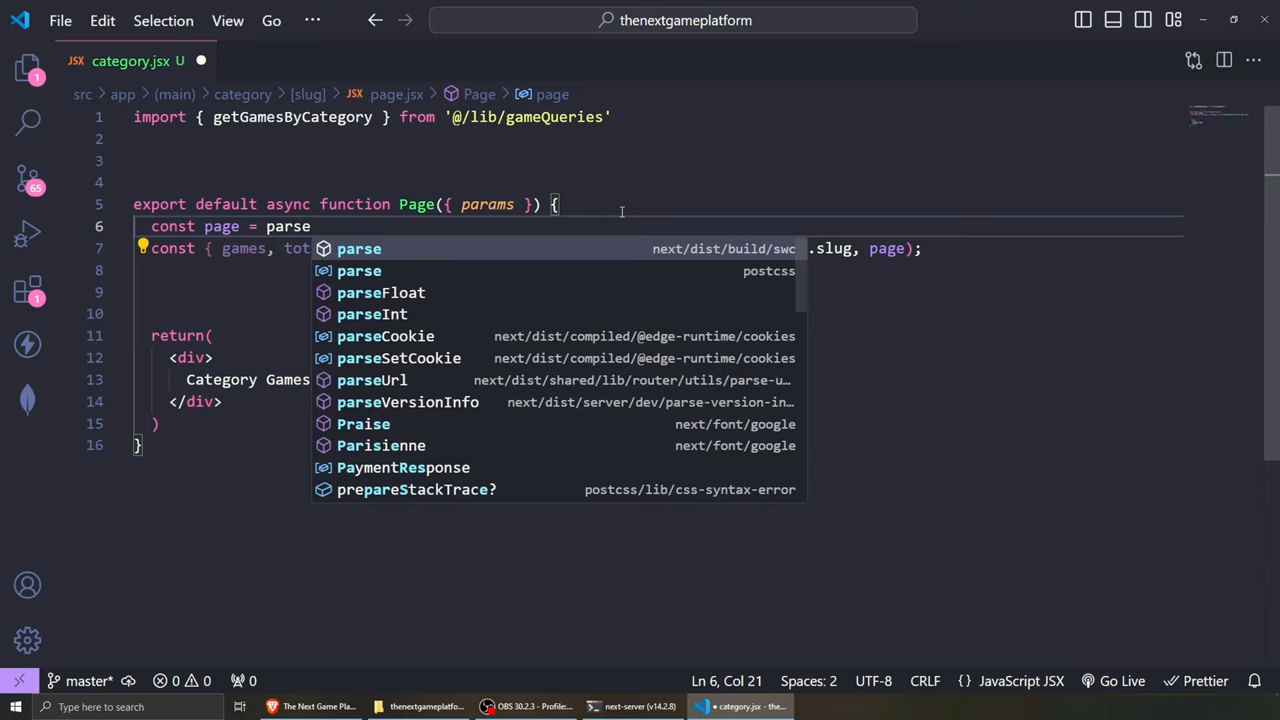 File Edit Selection View Go ··· thenextgameplatform
JSX category.jsx U
1
src > app > (main) > category > [slug] > JSX page.jsx > Page > page
1 import { getGamesByCategory } from '@/lib/gameQueries'
2
3
4
5 export default async function Page({ params }) {
6 const page = parse
7 const { games, tot .slug, page);
8
9
10
11 return(
12 <div>
13 Category Games
14 </div>
15 )
16 }
parse next/dist/build/swc
parse postcss
parseFloat
parseInt
parseCookie next/dist/compiled/@edge-runtime/cookies
parseSetCookie next/dist/compiled/@edge-runtime/cookies
parseUrl next/dist/shared/lib/router/utils/parse-u…
parseVersionInfo next/dist/server/dev/parse-version-in…
Praise next/font/google
Parisienne next/font/google
PaymentResponse
prepareStackTrace? postcss/lib/css-syntax-error
65
1
master* 0 0 0 Ln 6, Col 21 Spaces: 2 UTF-8 CRLF {} JavaScript JSX Go Live Prettier
Type here to search The Next Game Pla... thenextgameplatfo... OBS 30.2.3 - Profile:... next-server (v14.2.8) • category.jsx - the...